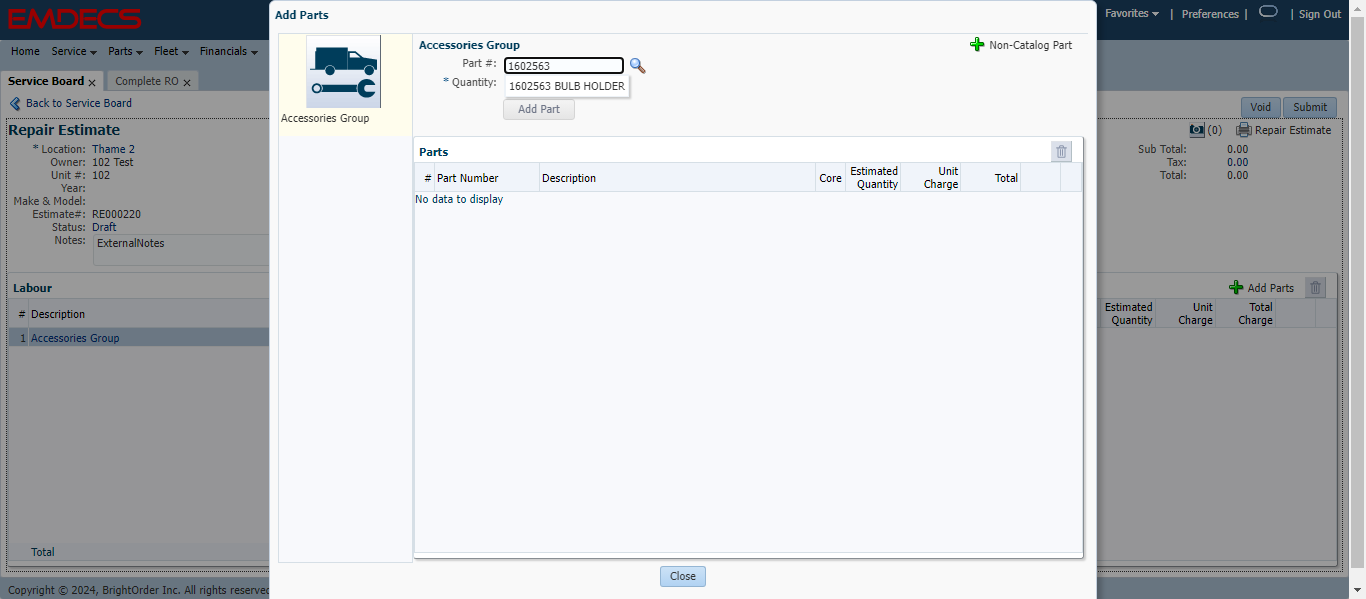 EMDECS
Favorites | Preferences | | Sign Out
Home Service Parts Fleet Financials
Service Board x Complete RO x
Back to Service Board
Void Submit
Repair Estimate
(0) Repair Estimate
* Location: Thame 2
Owner: 102 Test
Unit #: 102
Year:
Make & Model:
Estimate#: RE000220
Status: Draft
Notes: ExternalNotes
Sub Total: 0.00
Tax: 0.00
Total: 0.00
Labour
Add Parts
# Description
Estimated Quantity Unit Charge Total Charge
1 Accessories Group
Total
Copyright © 2024, BrightOrder Inc. All rights reserved
Add Parts
Accessories Group
Accessories Group
Non-Catalog Part
Part #: 1602563
1602563 BULB HOLDER
* Quantity:
Add Part
Parts
# Part Number Description Core Estimated Quantity Unit Charge Total
No data to display
Close